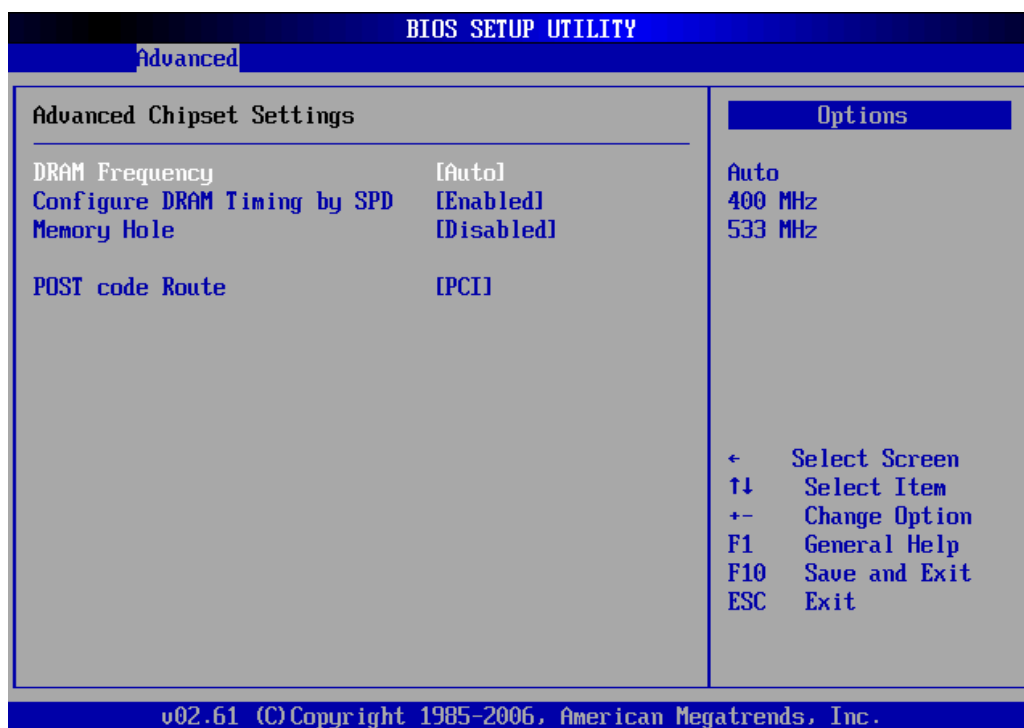 BIOS SETUP UTILITY
Advanced
Advanced Chipset Settings
DRAM Frequency [Auto]
Configure DRAM Timing by SPD [Enabled]
Memory Hole [Disabled]
POST code Route [PCI]
Options
Auto
400 MHz
533 MHz
← Select Screen
↑↓ Select Item
+- Change Option
F1 General Help
F10 Save and Exit
ESC Exit
v02.61 (C)Copyright 1985-2006, American Megatrends, Inc.